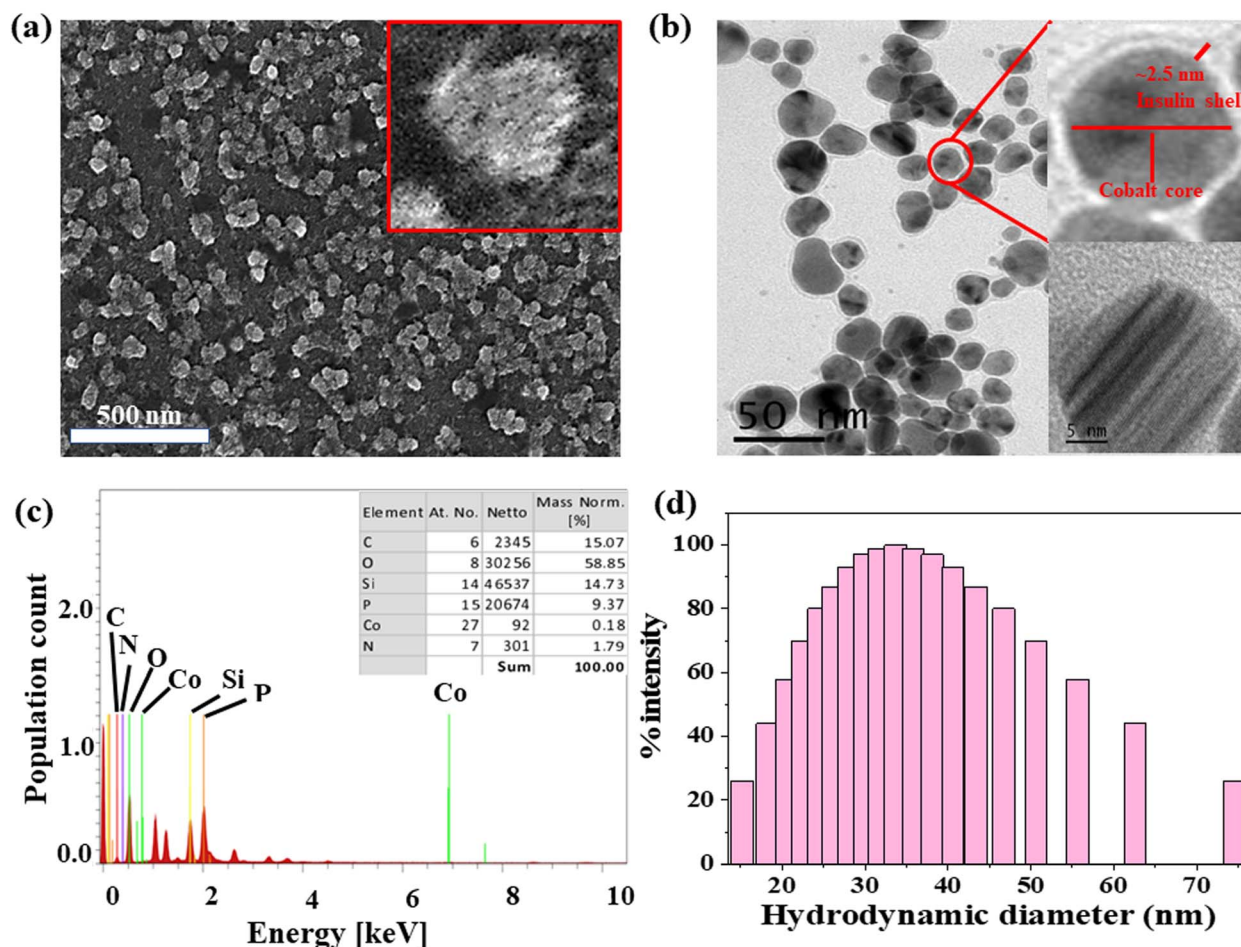 (a)
500 nm
(b)
~2.5 nm
Insulin shell
Cobalt core
50 nm
5 nm
(c)
Population count
2.0
1.0
0.0
C
N
O
Co
Si
P
Co
Element At. No. Netto Mass Norm. [%]
C 6 2345 15.07
O 8 30256 58.85
Si 14 46537 14.73
P 15 20674 9.37
Co 27 92 0.18
N 7 301 1.79
Sum 100.00
0 2 4 6 8 10
Energy [keV]
(d)
% intensity
100
80
60
40
20
0
20 30 40 50 60 70
Hydrodynamic diameter (nm)